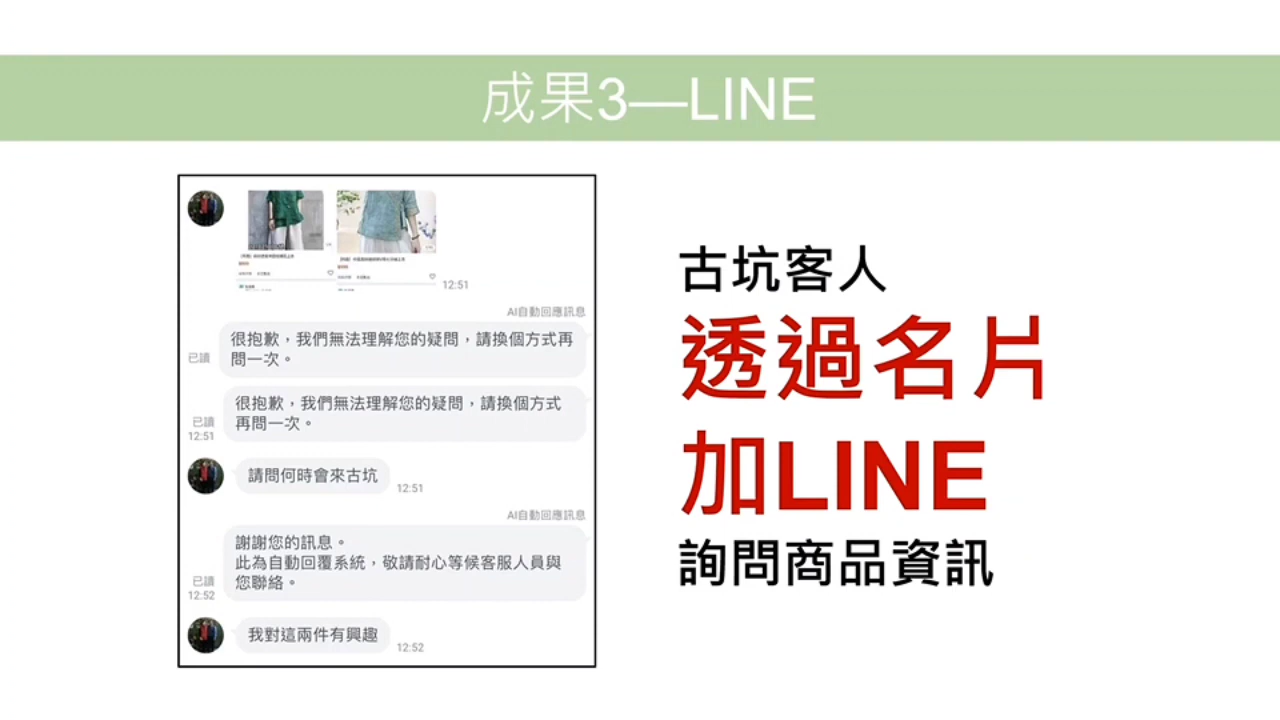 成果3—LINE
12:51
AI自動回應訊息
很抱歉，我們無法理解您的疑問，請換個方式再
問一次。
已讀
很抱歉，我們無法理解您的疑問，請換個方式
再問一次。
已讀
12:51
請問何時會來古坑
12:51
AI自動回應訊息
謝謝您的訊息。
此為自動回覆系統，敬請耐心等候客服人員與
您聯絡。
已讀
12:52
我對這兩件有興趣
12:52
古坑客人
透過名片
加LINE
詢問商品資訊